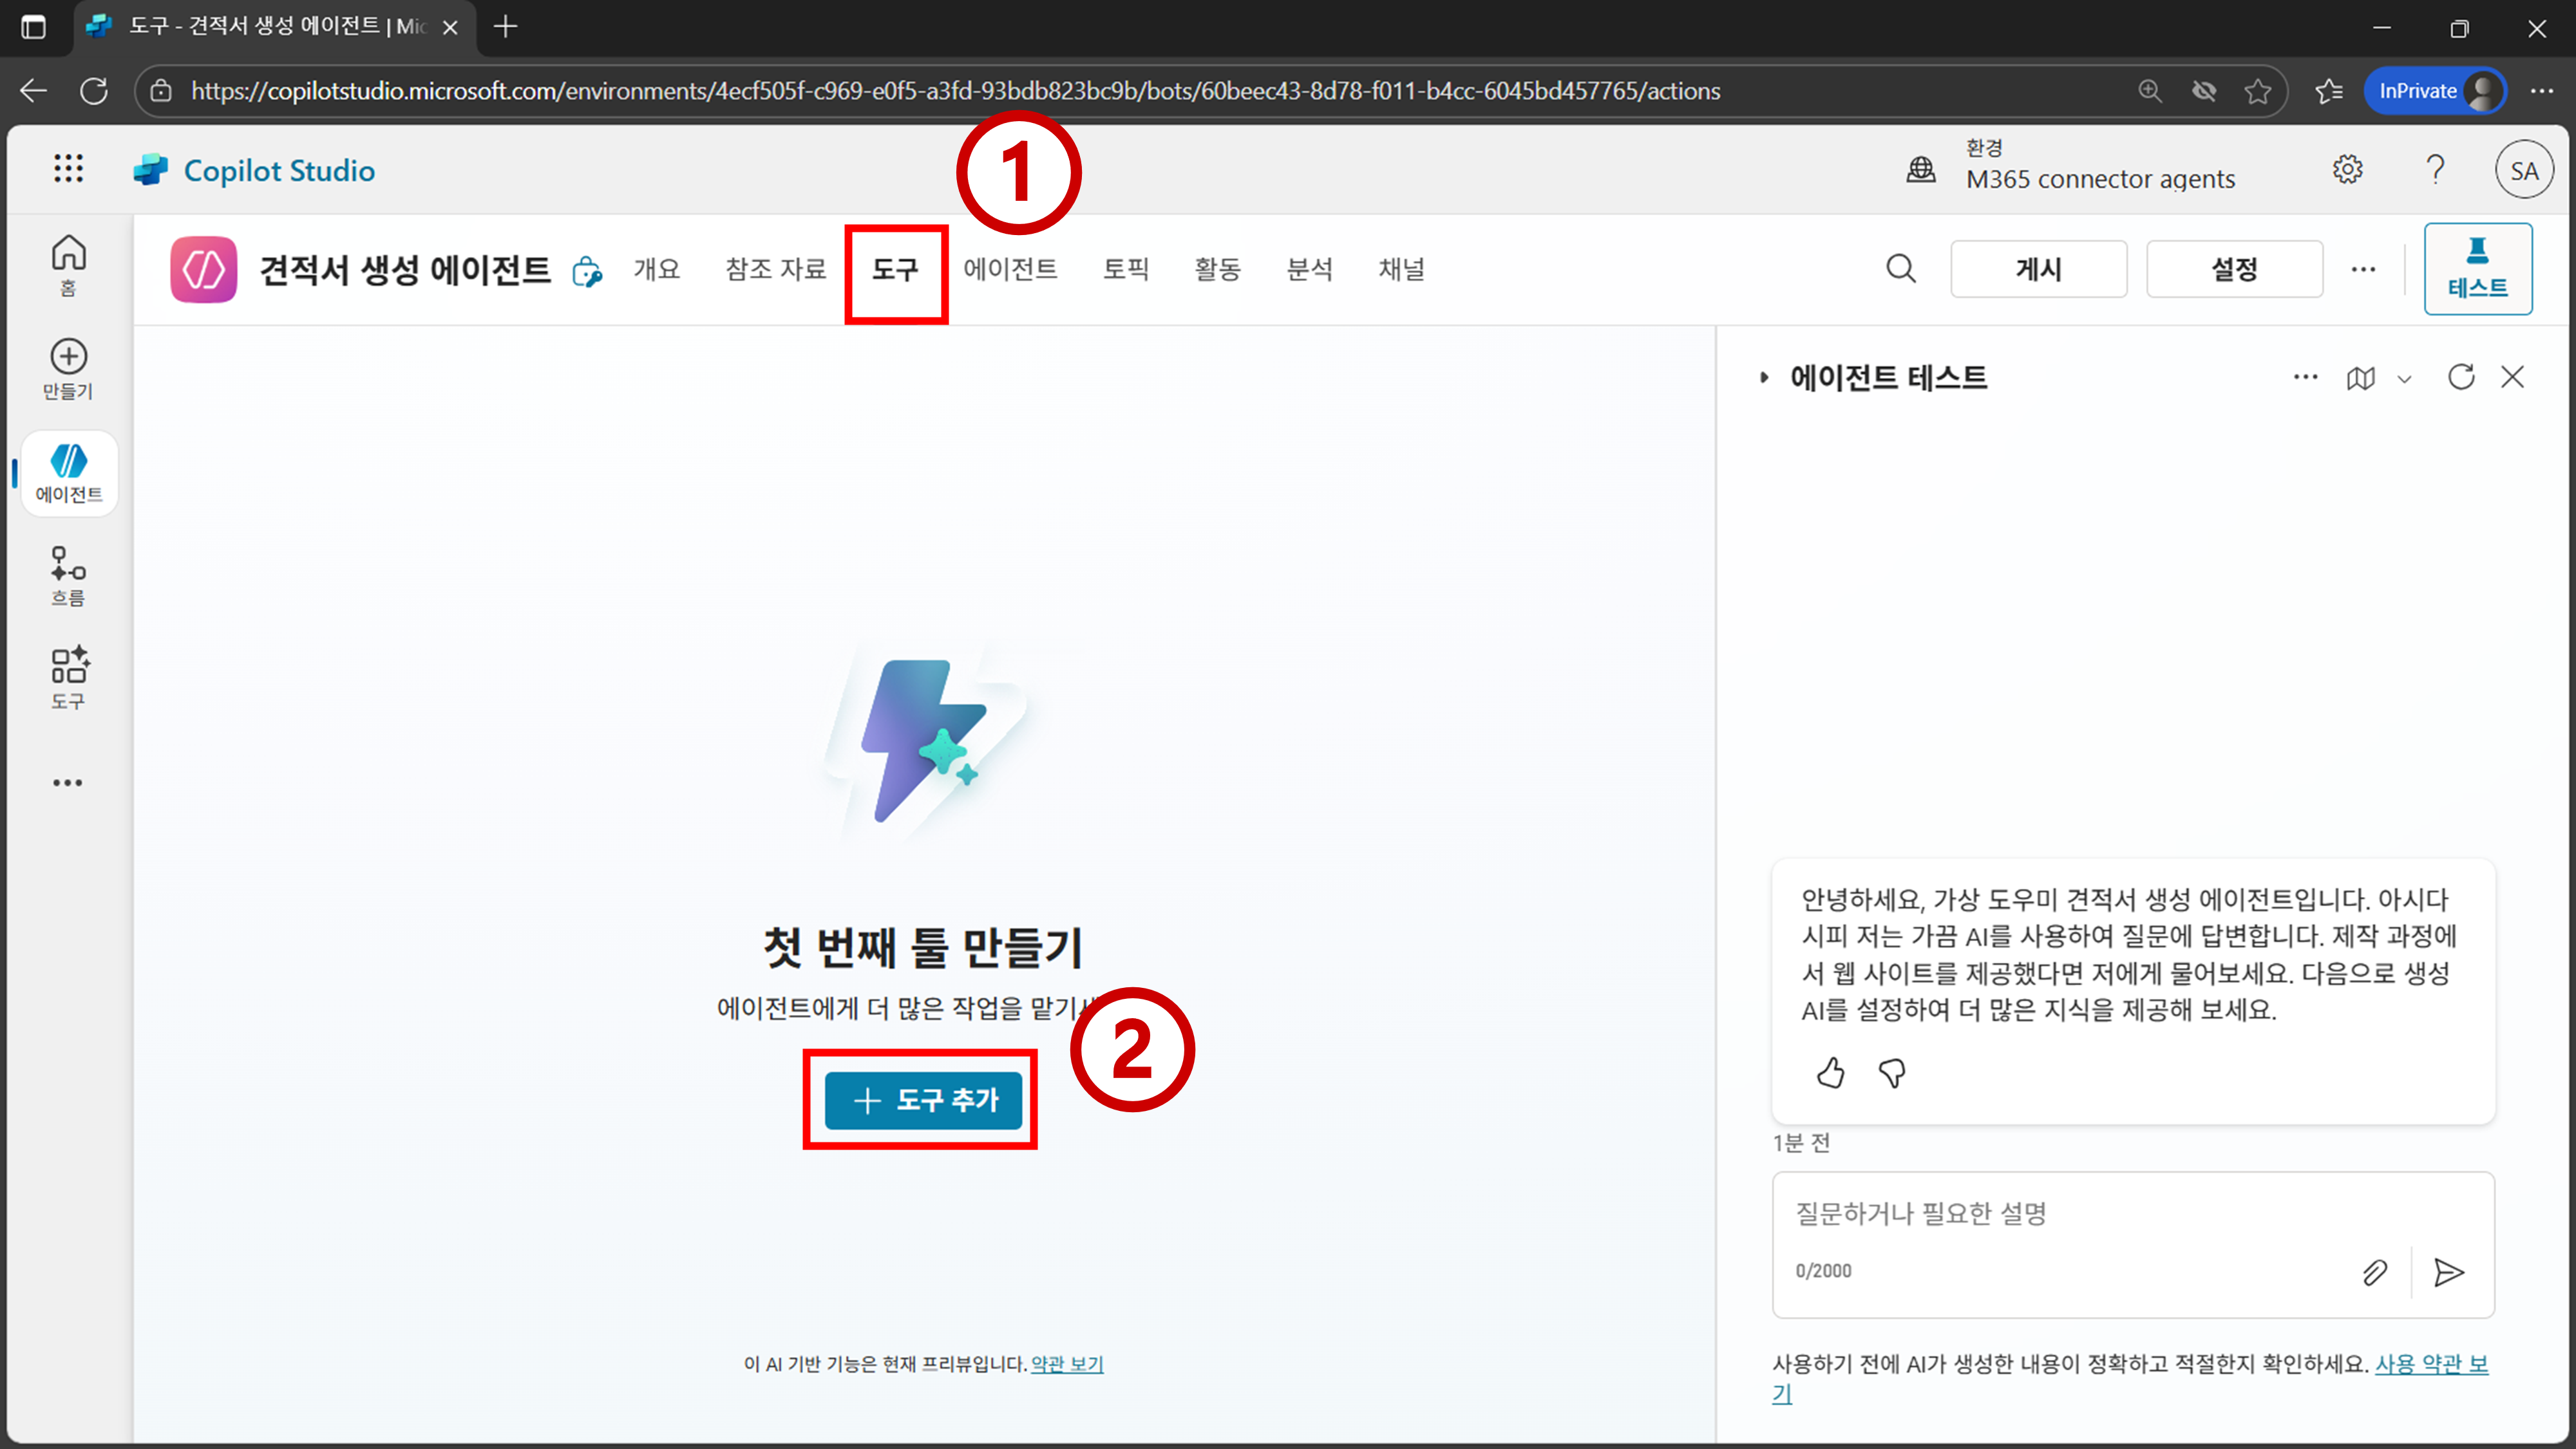 도구 - 견적서 생성 에이전트 | Mic
https://copilotstudio.microsoft.com/environments/4ecf505f-c969-e0f5-a3fd-93bdb823bc9b/bots/60beec43-8d78-f011-b4cc-6045bd457765/actions
InPrivate
Copilot Studio
1
환경
M365 connector agents
SA
견적서 생성 에이전트
개요
참조 자료
도구
에이전트
토픽
활동
분석
채널
게시
설정
테스트
홈
만들기
에이전트
흐름
도구
첫 번째 툴 만들기
에이전트에게 더 많은 작업을 맡기
2
도구 추가
이 AI 기반 기능은 현재 프리뷰입니다. 약관 보기
에이전트 테스트
안녕하세요, 가상 도우미 견적서 생성 에이전트입니다. 아시다
시피 저는 가끔 AI를 사용하여 질문에 답변합니다. 제작 과정에
서 웹 사이트를 제공했다면 저에게 물어보세요. 다음으로 생성
AI를 설정하여 더 많은 지식을 제공해 보세요.
1분 전
질문하거나 필요한 설명
0/2000
사용하기 전에 AI가 생성한 내용이 정확하고 적절한지 확인하세요. 사용 약관 보
기